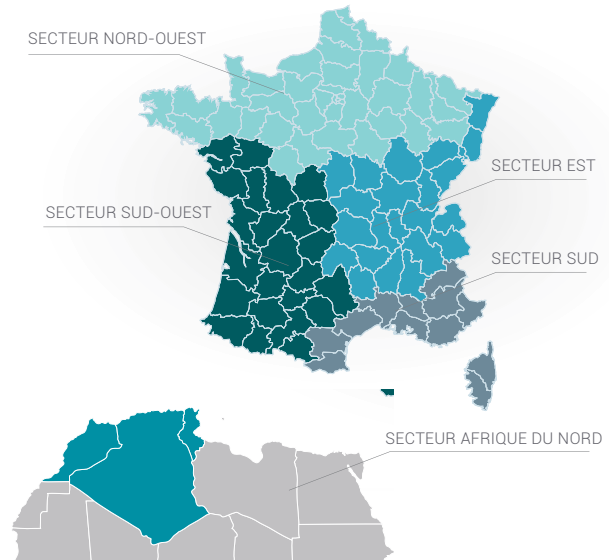 SECTEUR NORD-OUEST
SECTEUR EST
SECTEUR SUD-OUEST
SECTEUR SUD
SECTEUR AFRIQUE DU NORD